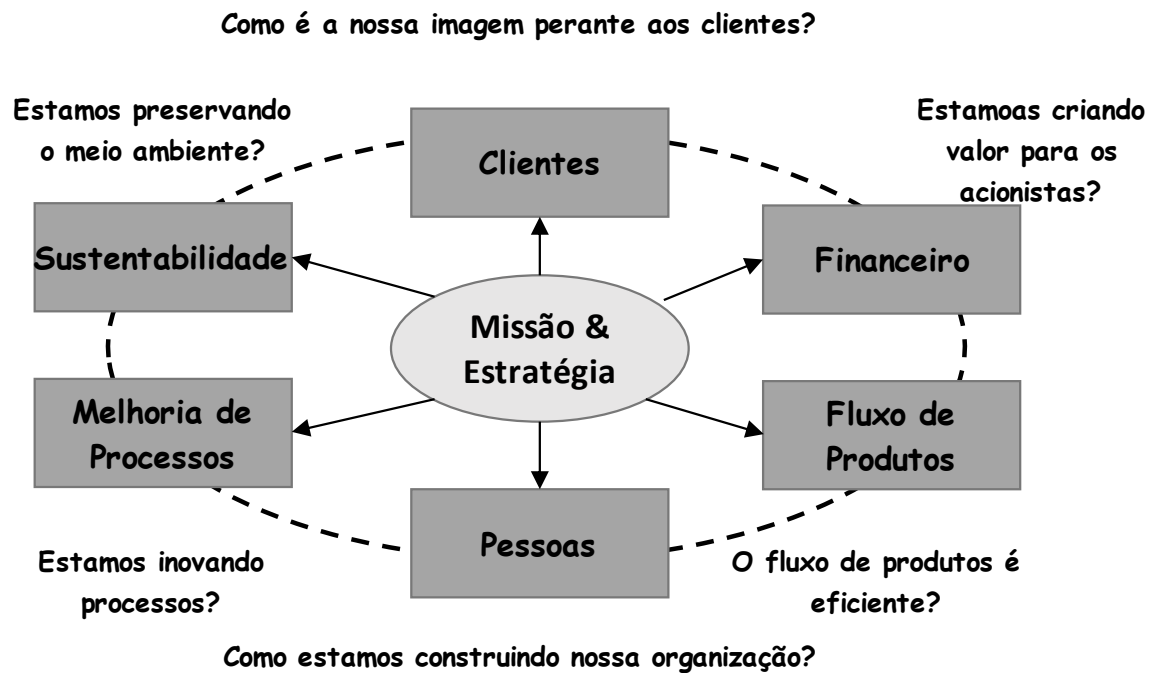 Como é a nossa imagem perante aos clientes?
Estamos preservando
o meio ambiente?
Clientes
Estamoas criando
valor para os
acionistas?
Sustentabilidade
Financeiro
Missão &
Estratégia
Melhoria de
Processos
Fluxo de
Produtos
Pessoas
Estamos inovando
processos?
O fluxo de produtos é
eficiente?
Como estamos construindo nossa organização?